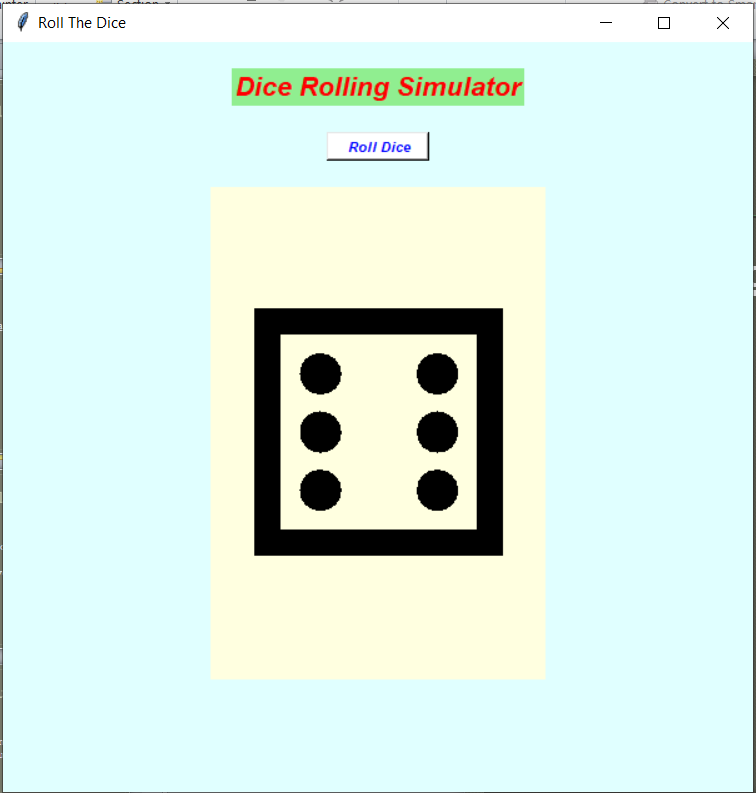 Roll The Dice
Dice Rolling Simulator
Roll Dice